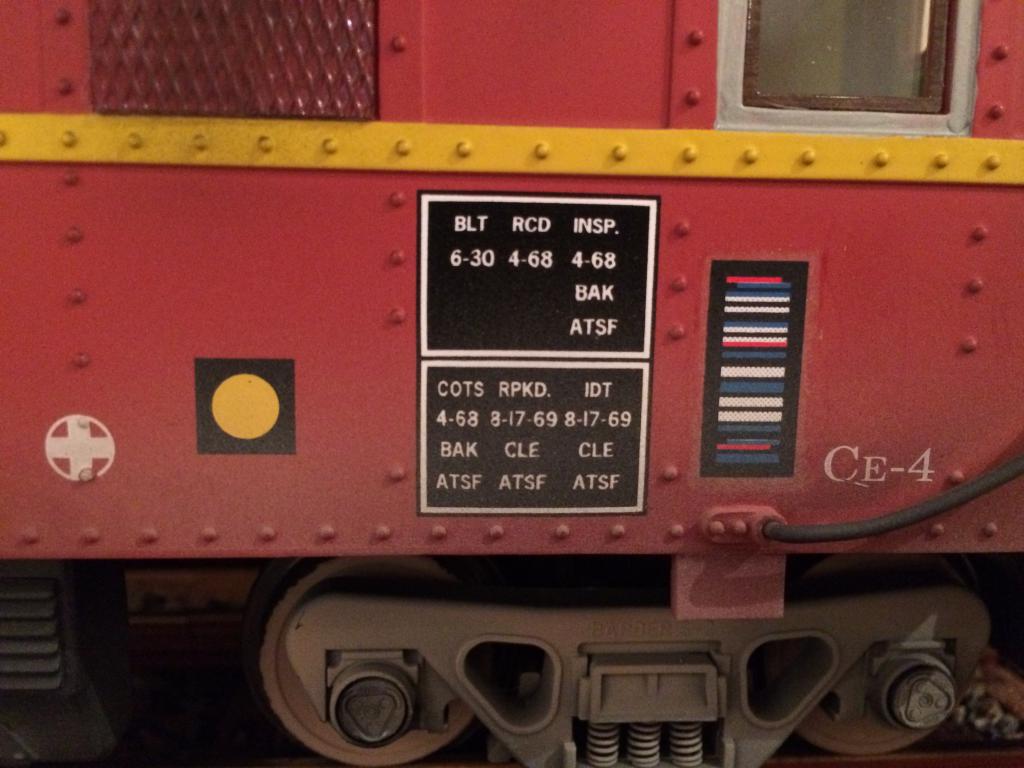 BLT RCD INSP.
6-30 4-68 4-68
BAK
ATSF
COTS RPKD. IDT
4-68 8-17-69 8-17-69
BAK CLE CLE
ATSF ATSF ATSF
CE-4